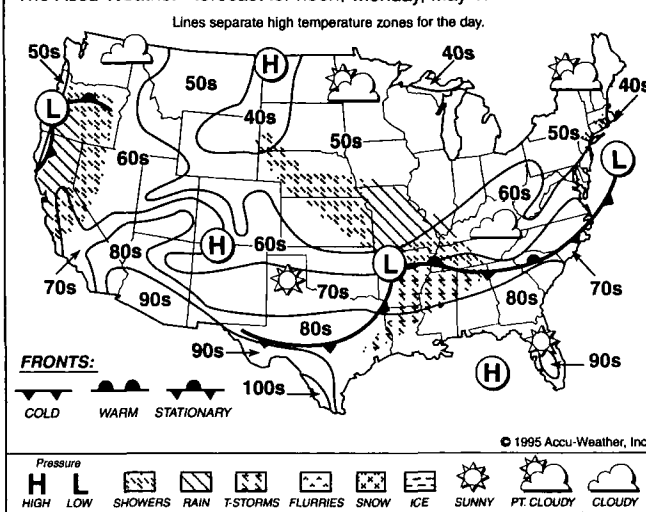 Lines separate high temperature zones for the day.
50s
H
40s
40s
L
50s
40s
50s
50s
L
60s
60s
H
60s
80s
L
70s
90s
70s
80s
70s
80s
90s
H
90s
100s
FRONTS:
COLD WARM STATIONARY
© 1995 Accu-Weather, Inc
Pressure
H L
HIGH LOW SHOWERS RAIN T-STORMS FLURRIES SNOW ICE SUNNY PT. CLOUDY CLOUDY